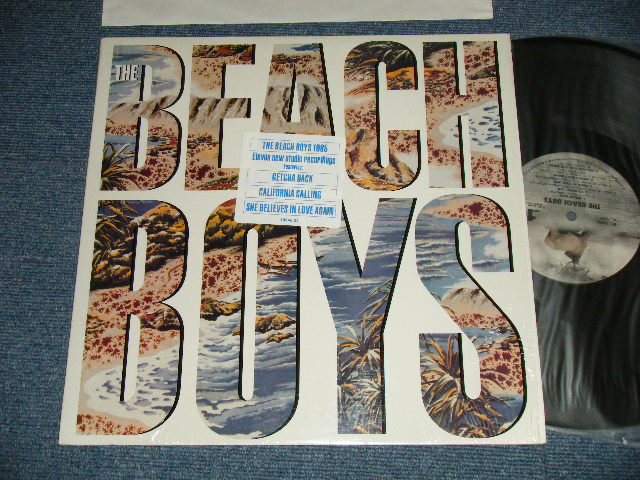 THE
BEACH
BOYS
THE BEACH BOYS 1985
Eleven new studio recordings
Featuring:
GETCHA BACK
CALIFORNIA CALLING
SHE BELIEVES IN LOVE AGAIN
THE BEACH BOYS